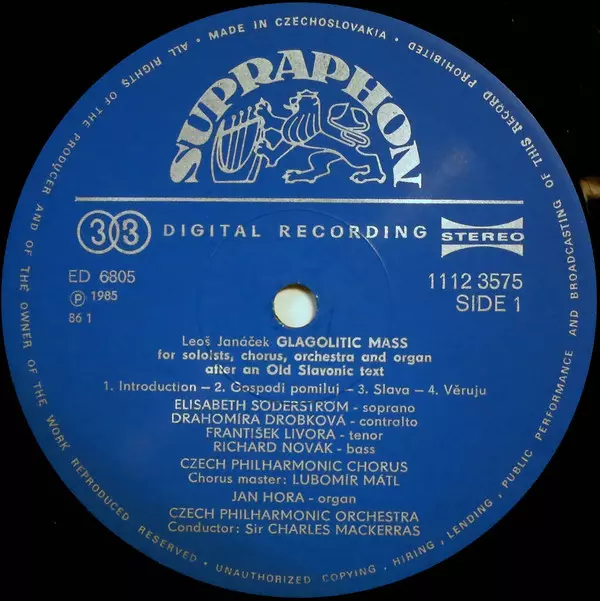 ALL RIGHTS OF THE PRODUCER AND OF THE OWNER OF THE WORK REPRODUCED RESERVED • UNAUTHORIZED COPYING, HIRING, LENDING, PUBLIC PERFORMANCE AND BROADCASTING OF THIS RECORD PROHIBITED • MADE IN CZECHOSLOVAKIA •
SUPRAPHON
33 DIGITAL RECORDING STEREO
ED 6805 1112 3575
℗ 1985 SIDE 1
86 1
Leoš Janáček GLAGOLITIC MASS
for soloists, chorus, orchestra and organ
after an Old Slavonic text
1. Introduction – 2. Gospodi pomiluj – 3. Slava – 4. Věruju
ELISABETH SÖDERSTRÖM - soprano
DRAHOMÍRA DROBKOVÁ - contralto
FRANTIŠEK LIVORA - tenor
RICHARD NOVÁK - bass
CZECH PHILHARMONIC CHORUS
Chorus master: LUBOMÍR MÁTL
JAN HORA - organ
CZECH PHILHARMONIC ORCHESTRA
Conductor: Sir CHARLES MACKERRAS